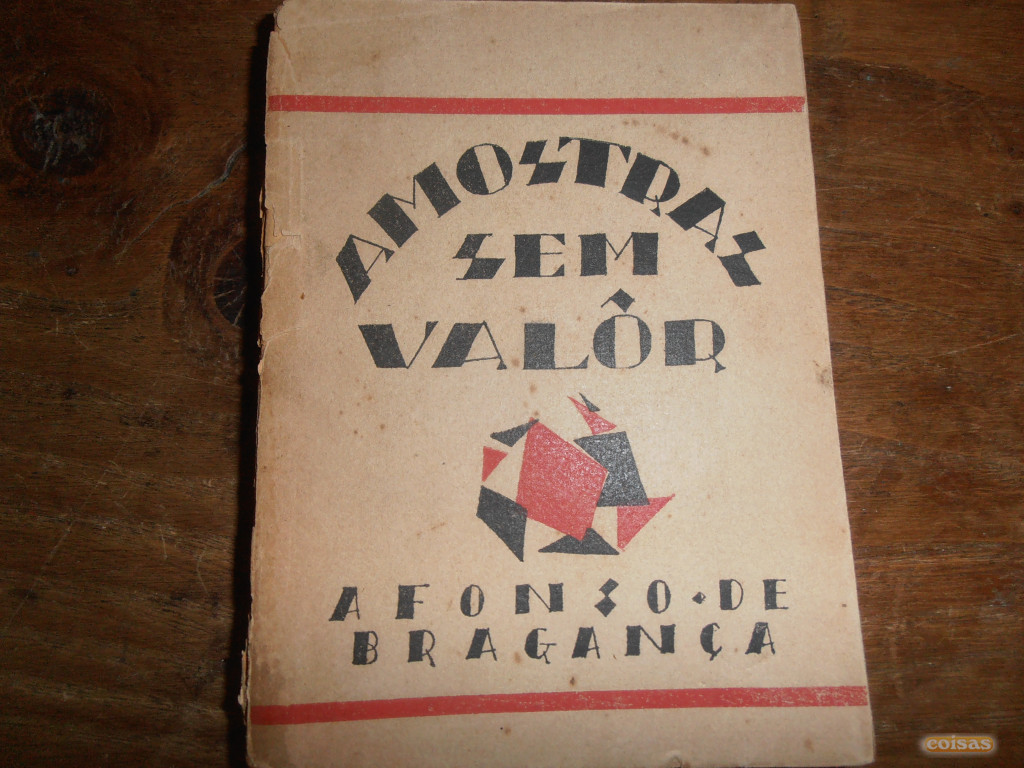 AMOSTRAS
SEM
VALÔR
AFONSO · DE
BRAGANÇA
coisas